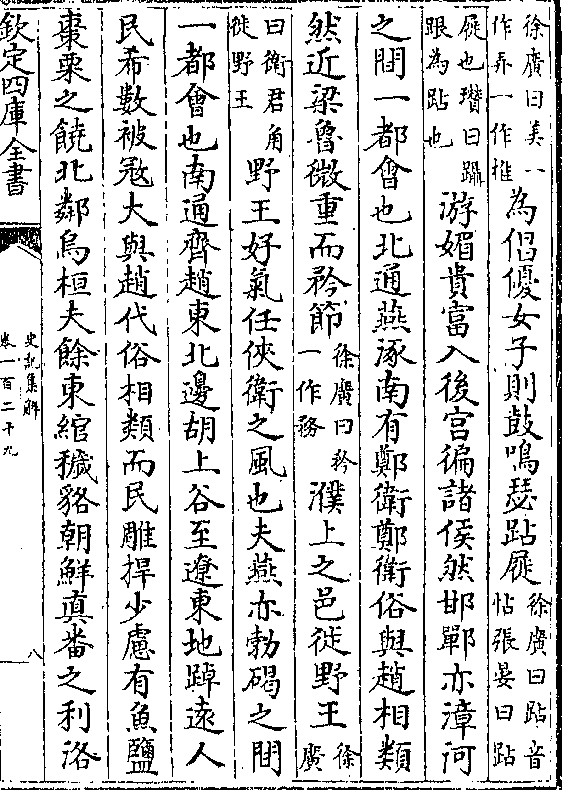 徐廣曰美一作弄一作推為倡優女子則鼓鳴瑟跕屣徐廣曰跕音怗張晏曰跕
屣也瓚曰躡跟為跕也游媚貴富入後宮徧諸侯然邯鄲亦漳河
之間一都會也北通燕涿南有鄭衛鄭衛俗與趙相類
然近梁魯微重而矜節徐廣曰矜一作務濮上之邑徙野王徐廣
曰衛君角徙野王野王好氣任俠衛之風也夫燕亦勃碣之間
一都會也南通齊趙東北邊胡上谷至遼東地踔逺人
民希數被宼大與趙代俗相類而民雕捍少慮有魚鹽
棗栗之饒北鄰烏桓夫餘東綰穢貉朝鮮真番之利洛
欽定四庫全書
史記集解
卷一百二十九
八